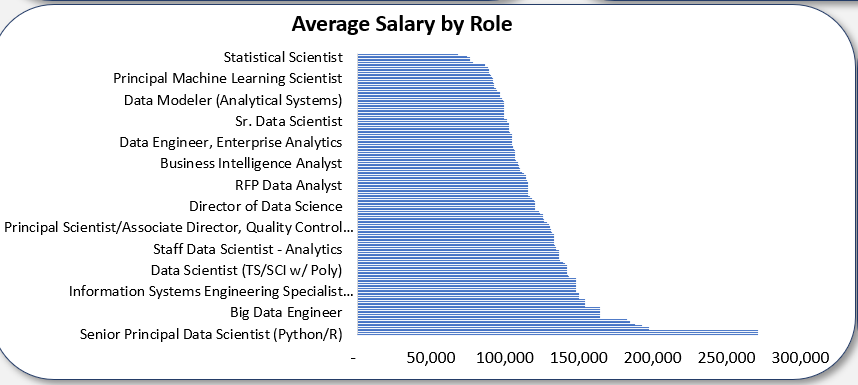 Average Salary by Role
Statistical Scientist
Principal Machine Learning Scientist
Data Modeler (Analytical Systems)
Sr. Data Scientist
Data Engineer, Enterprise Analytics
Business Intelligence Analyst
RFP Data Analyst
Director of Data Science
Principal Scientist/Associate Director, Quality Control...
Staff Data Scientist - Analytics
Data Scientist (TS/SCI w/ Poly)
Information Systems Engineering Specialist...
Big Data Engineer
Senior Principal Data Scientist (Python/R)
- 50,000 100,000 150,000 200,000 250,000 300,000